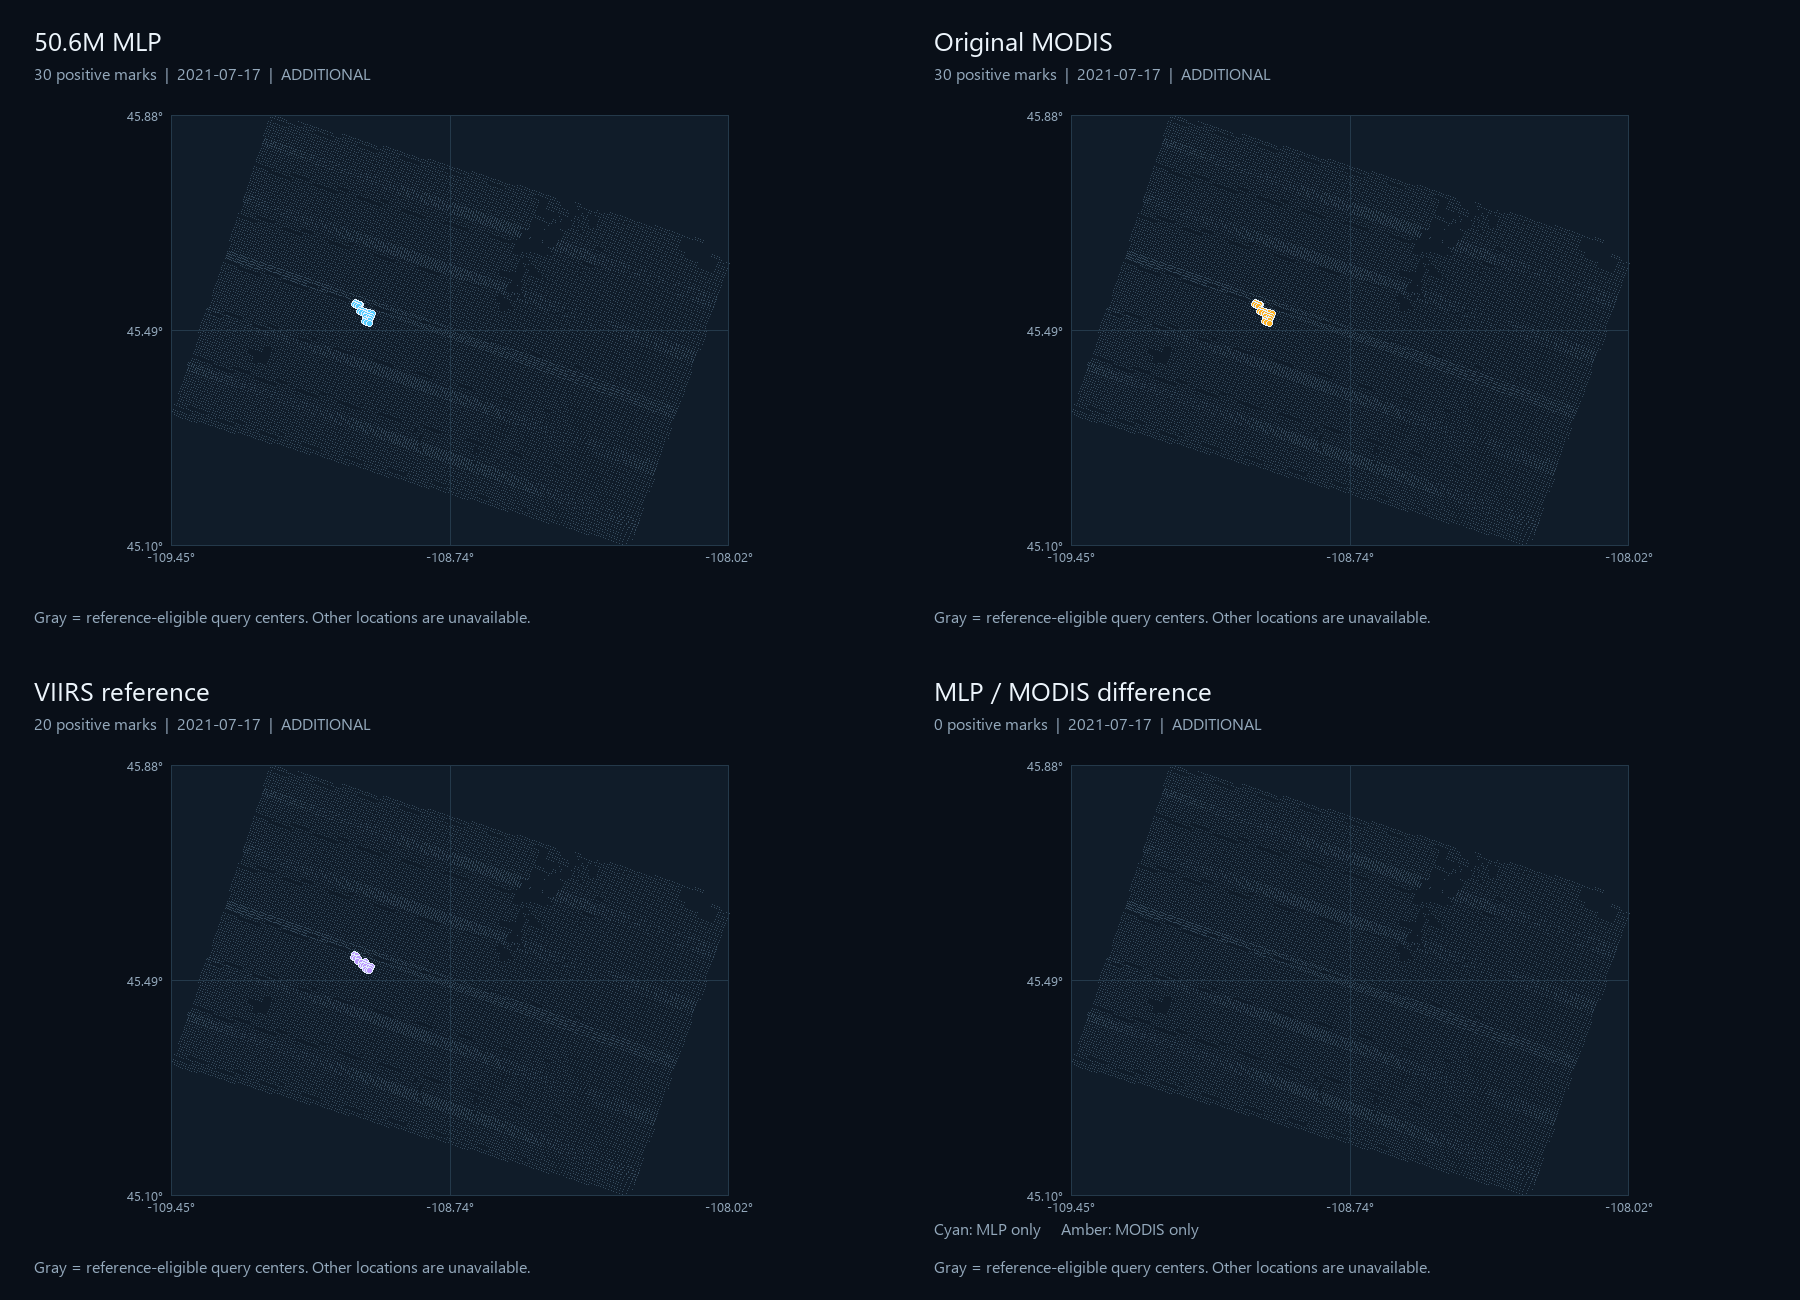 50.6M MLP
30 positive marks | 2021-07-17 | ADDITIONAL
45.88°
45.49°
45.10°
-109.45°
-108.74°
-108.02°
Gray = reference-eligible query centers. Other locations are unavailable.
Original MODIS
30 positive marks | 2021-07-17 | ADDITIONAL
45.88°
45.49°
45.10°
-109.45°
-108.74°
-108.02°
Gray = reference-eligible query centers. Other locations are unavailable.
VIIRS reference
20 positive marks | 2021-07-17 | ADDITIONAL
45.88°
45.49°
45.10°
-109.45°
-108.74°
-108.02°
Gray = reference-eligible query centers. Other locations are unavailable.
MLP / MODIS difference
0 positive marks | 2021-07-17 | ADDITIONAL
45.88°
45.49°
45.10°
-109.45°
-108.74°
-108.02°
Cyan: MLP only Amber: MODIS only
Gray = reference-eligible query centers. Other locations are unavailable.